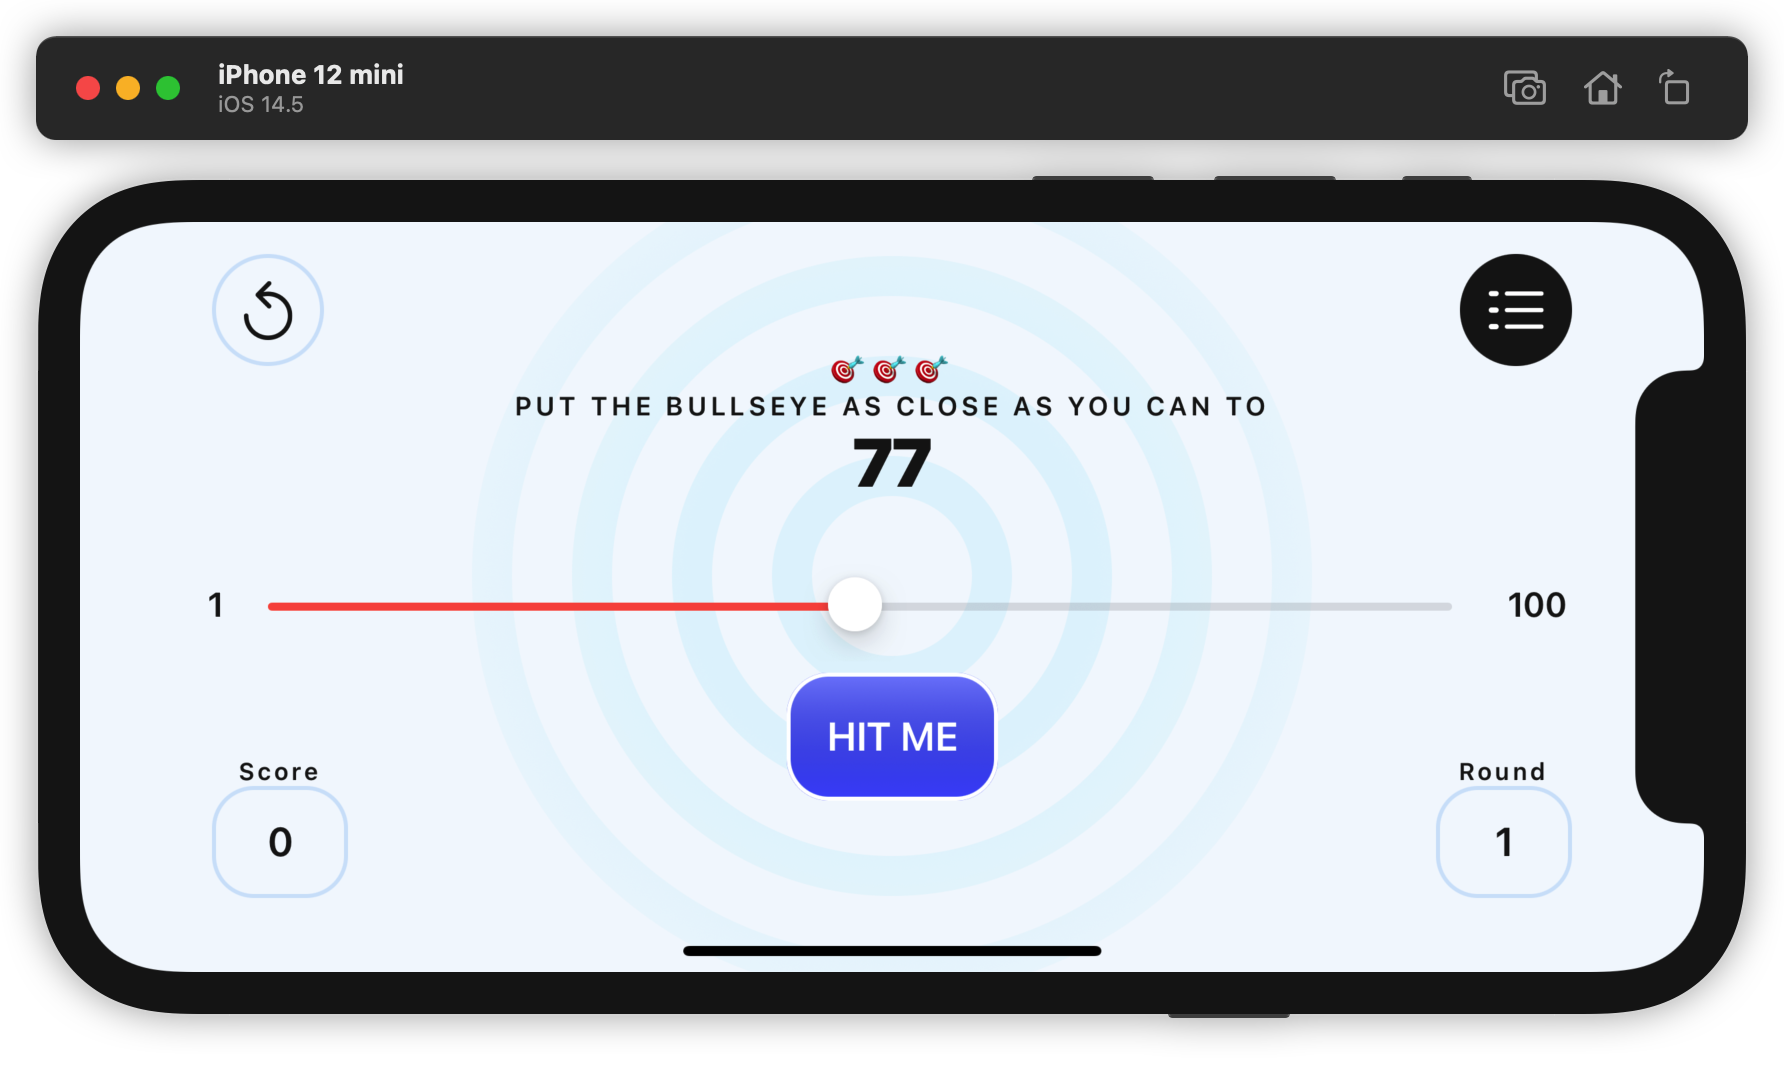 iPhone 12 mini
iOS 14.5
🎯🎯🎯
PUT THE BULLSEYE AS CLOSE AS YOU CAN TO
77
1
100
HIT ME
Score
0
Round
1